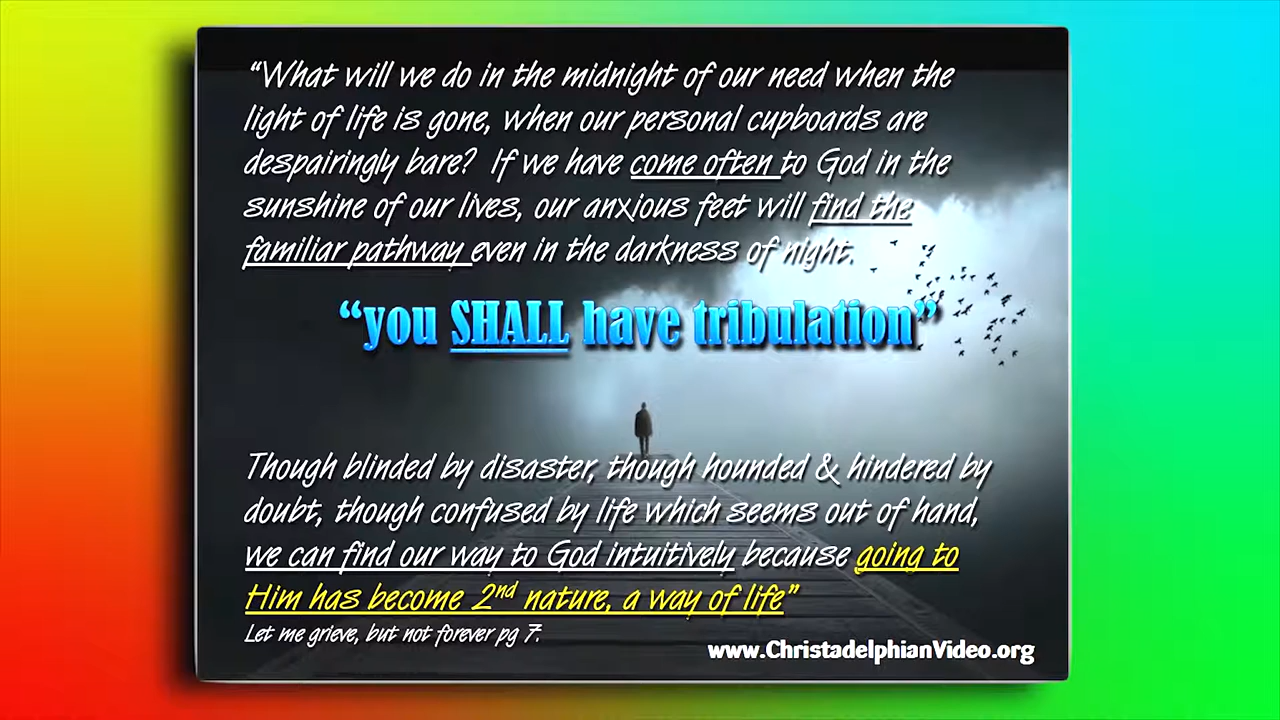 “What will we do in the midnight of our need when the
light of life is gone, when our personal cupboards are
despairingly bare? If we have come often to God in the
sunshine of our lives, our anxious feet will find the
familiar pathway even in the darkness of night.
“you SHALL have tribulation”
Though blinded by disaster, though hounded & hindered by
doubt, though confused by life which seems out of hand,
we can find our way to God intuitively because going to
Him has become 2nd nature, a way of life”
Let me grieve, but not forever pg 7.
www.ChristadelphianVideo.org